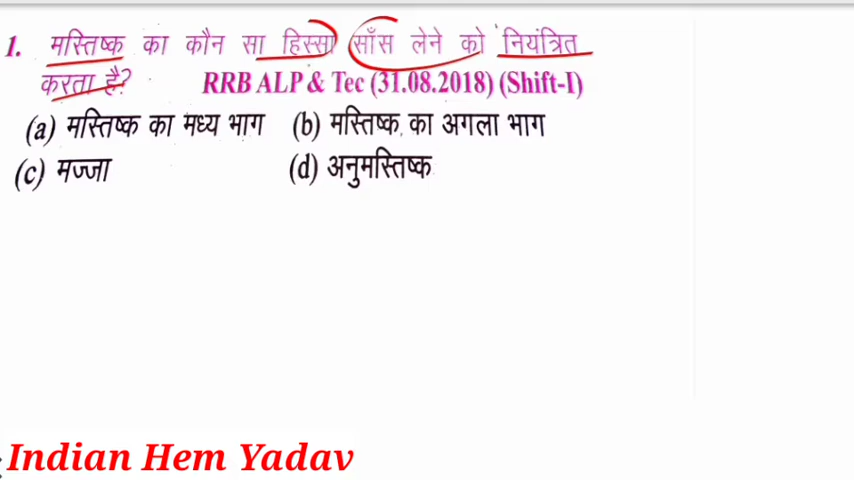 1. मस्तिष्क का कौन सा हिस्सा साँस लेने को नियंत्रित
करता है? RRB ALP & Tec (31.08.2018) (Shift-I)
(a) मस्तिष्क का मध्य भाग (b) मस्तिष्क का अगला भाग
(c) मज्जा (d) अनुमस्तिष्क
Indian Hem Yadav